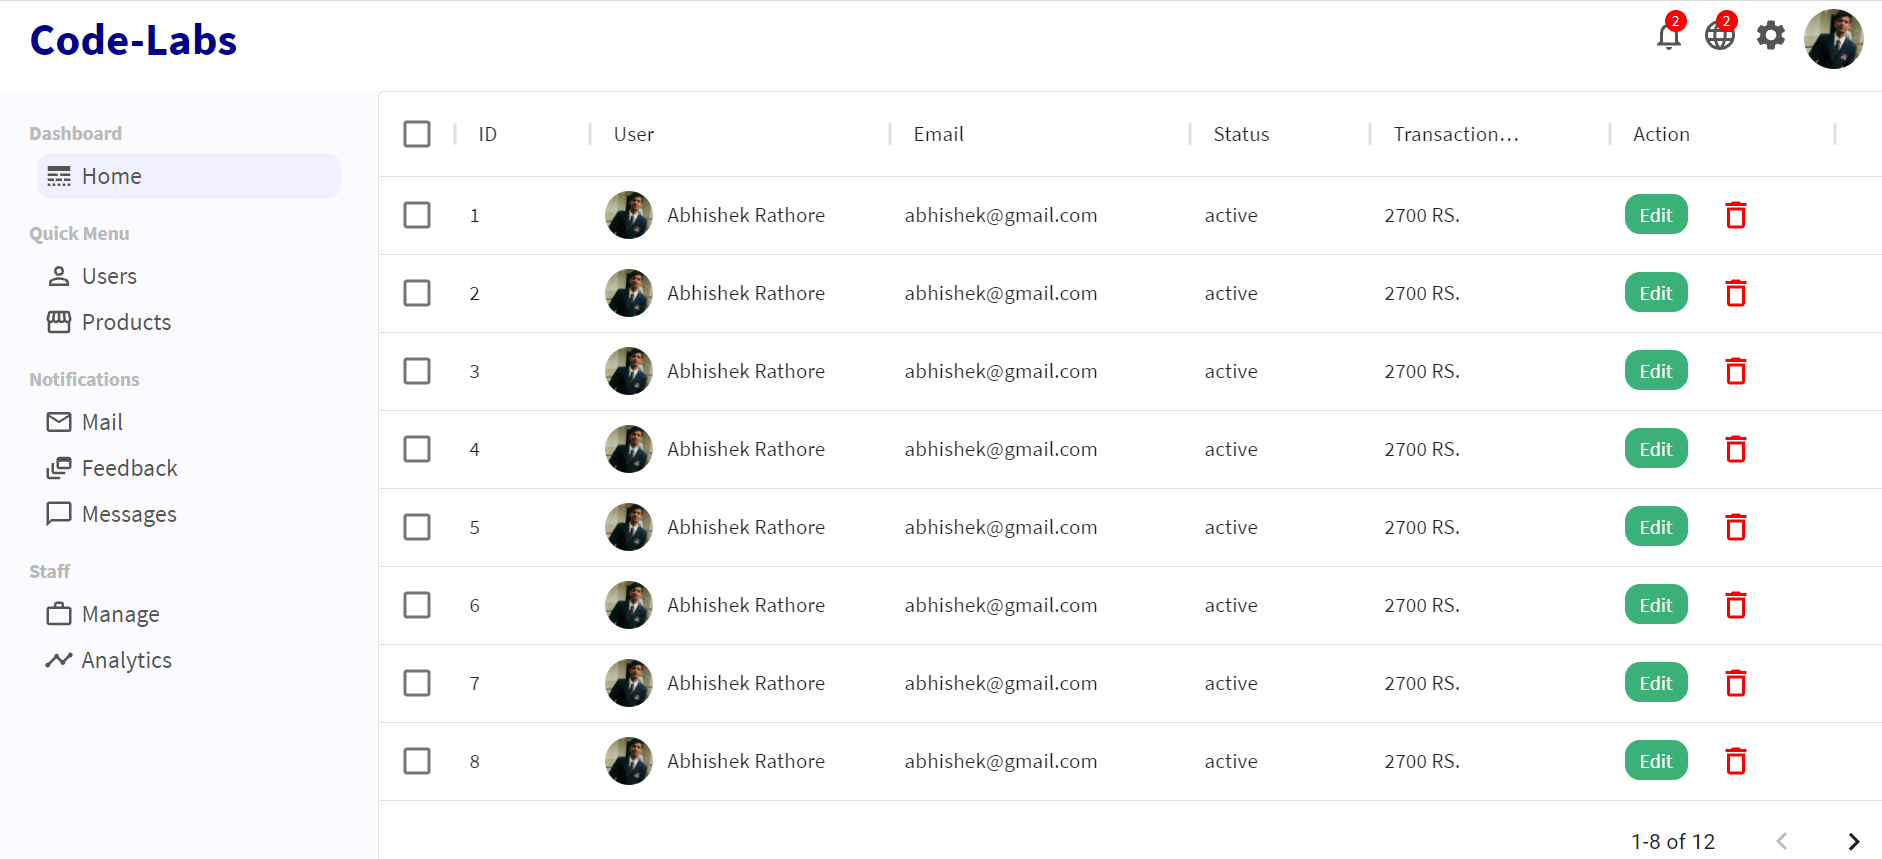 Code-Labs
2
2
Dashboard
Home
Quick Menu
Users
Products
Notifications
Mail
Feedback
Messages
Staff
Manage
Analytics
ID User Email Status Transaction... Action
1 Abhishek Rathore abhishek@gmail.com active 2700 RS. Edit
2 Abhishek Rathore abhishek@gmail.com active 2700 RS. Edit
3 Abhishek Rathore abhishek@gmail.com active 2700 RS. Edit
4 Abhishek Rathore abhishek@gmail.com active 2700 RS. Edit
5 Abhishek Rathore abhishek@gmail.com active 2700 RS. Edit
6 Abhishek Rathore abhishek@gmail.com active 2700 RS. Edit
7 Abhishek Rathore abhishek@gmail.com active 2700 RS. Edit
8 Abhishek Rathore abhishek@gmail.com active 2700 RS. Edit
1-8 of 12